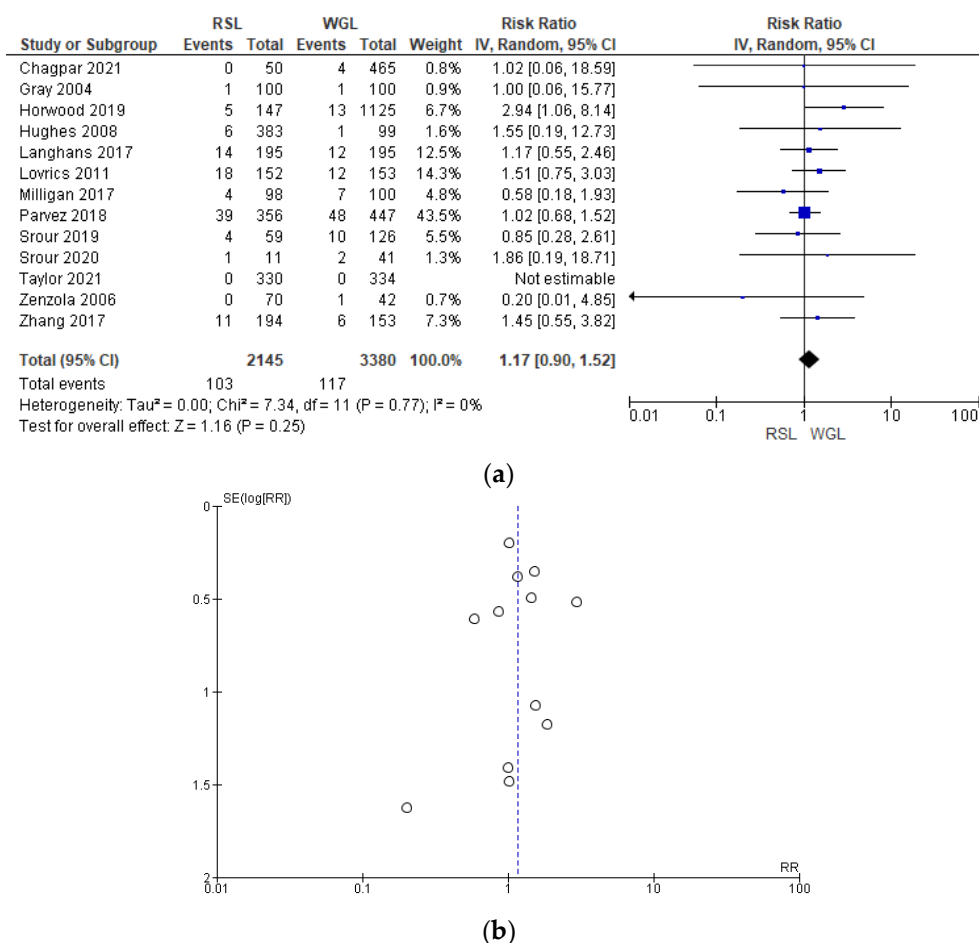 RSL WGL Risk Ratio Risk Ratio
Study or Subgroup Events Total Events Total Weight IV, Random, 95% CI IV, Random, 95% CI
Chagpar 2021 0 50 4 465 0.8% 1.02 [0.06, 18.59]
Gray 2004 1 100 1 100 0.9% 1.00 [0.06, 15.77]
Horwood 2019 5 147 13 1125 6.7% 2.94 [1.06, 8.14]
Hughes 2008 6 383 1 99 1.6% 1.55 [0.19, 12.73]
Langhans 2017 14 195 12 195 12.5% 1.17 [0.55, 2.46]
Lovrics 2011 18 152 12 153 14.3% 1.51 [0.75, 3.03]
Milligan 2017 4 98 7 100 4.8% 0.58 [0.18, 1.93]
Parvez 2018 39 356 48 447 43.5% 1.02 [0.68, 1.52]
Srour 2019 4 59 10 126 5.5% 0.85 [0.28, 2.61]
Srour 2020 1 11 2 41 1.3% 1.86 [0.19, 18.71]
Taylor 2021 0 330 0 334 Not estimable
Zenzola 2006 0 70 1 42 0.7% 0.20 [0.01, 4.85]
Zhang 2017 11 194 6 153 7.3% 1.45 [0.55, 3.82]
Total (95% CI) 2145 3380 100.0% 1.17 [0.90, 1.52]
Total events 103 117
Heterogeneity: Tau² = 0.00; Chi² = 7.34, df = 11 (P = 0.77); I² = 0%
Test for overall effect: Z = 1.16 (P = 0.25)
0.01 0.1 1 10 100
RSL WGL
(a)
SE(log[RR])
0
0.5
1
1.5
2
RR
0.01 0.1 1 10 100
(b)